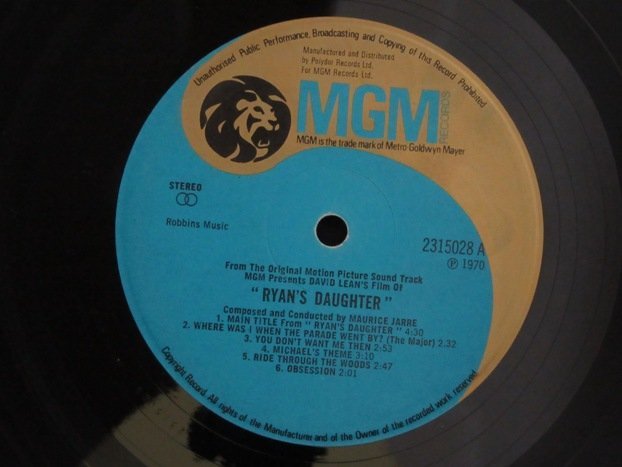 Unauthorised Public Performance, Broadcasting and Copying of this Record Prohibited
Manufactured and Distributed
by Polydor Records Ltd.
For MGM Records Ltd.
MGM
RECORDS
MGM is the trade mark of Metro-Goldwyn Mayer
STEREO
Robbins Music
2315028 A
Ⓟ 1970
From The Original Motion Picture Sound Track
MGM Presents DAVID LEAN'S Film Of
" RYAN'S DAUGHTER "
Composed and Conducted by MAURICE JARRE
1. MAIN TITLE From " RYAN'S DAUGHTER " 4:30
2. WHERE WAS I WHEN THE PARADE WENT BY? (The Major) 2.32
3. YOU DON'T WANT ME THEN 2:53
4. MICHAEL'S THEME 3:10
5. RIDE THROUGH THE WOODS 2:47
6. OBSESSION 2:01
Copyright Record. All rights of the Manufacturer and of the Owner of the recorded work reserved.